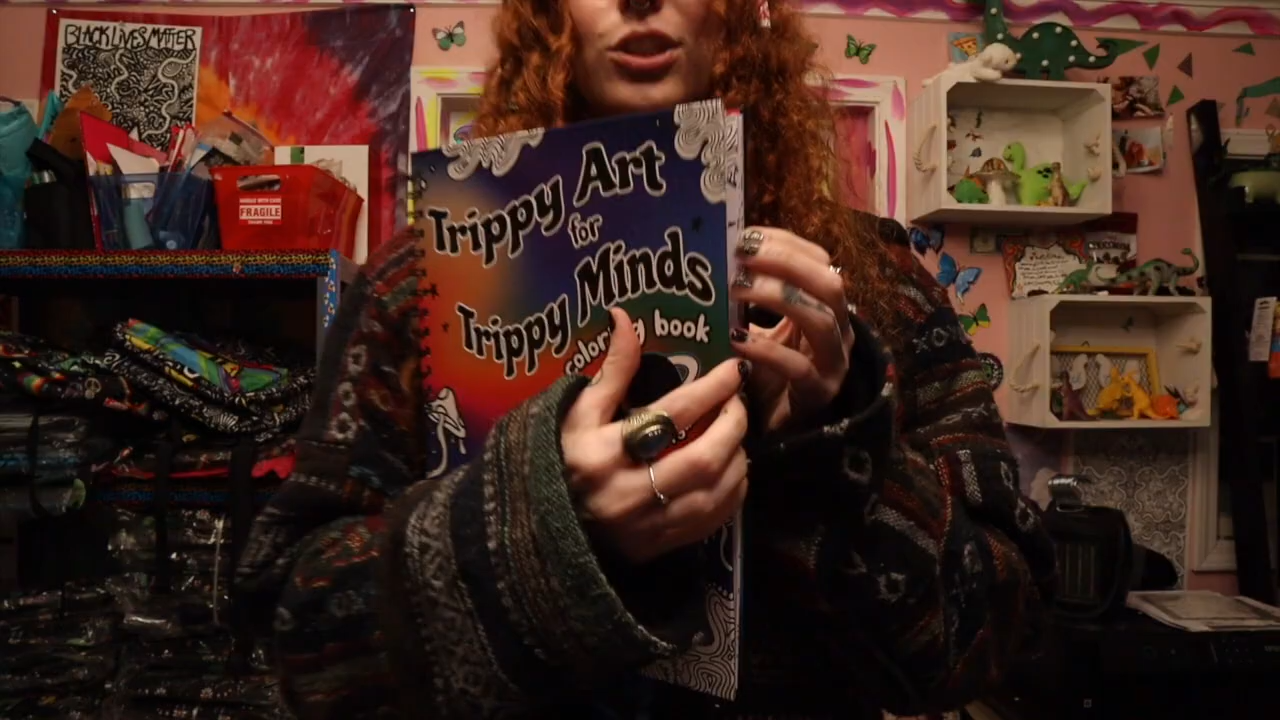 BLACK LIVES MATTER
FRAGILE
Trippy Art
for
Trippy Minds
coloring book